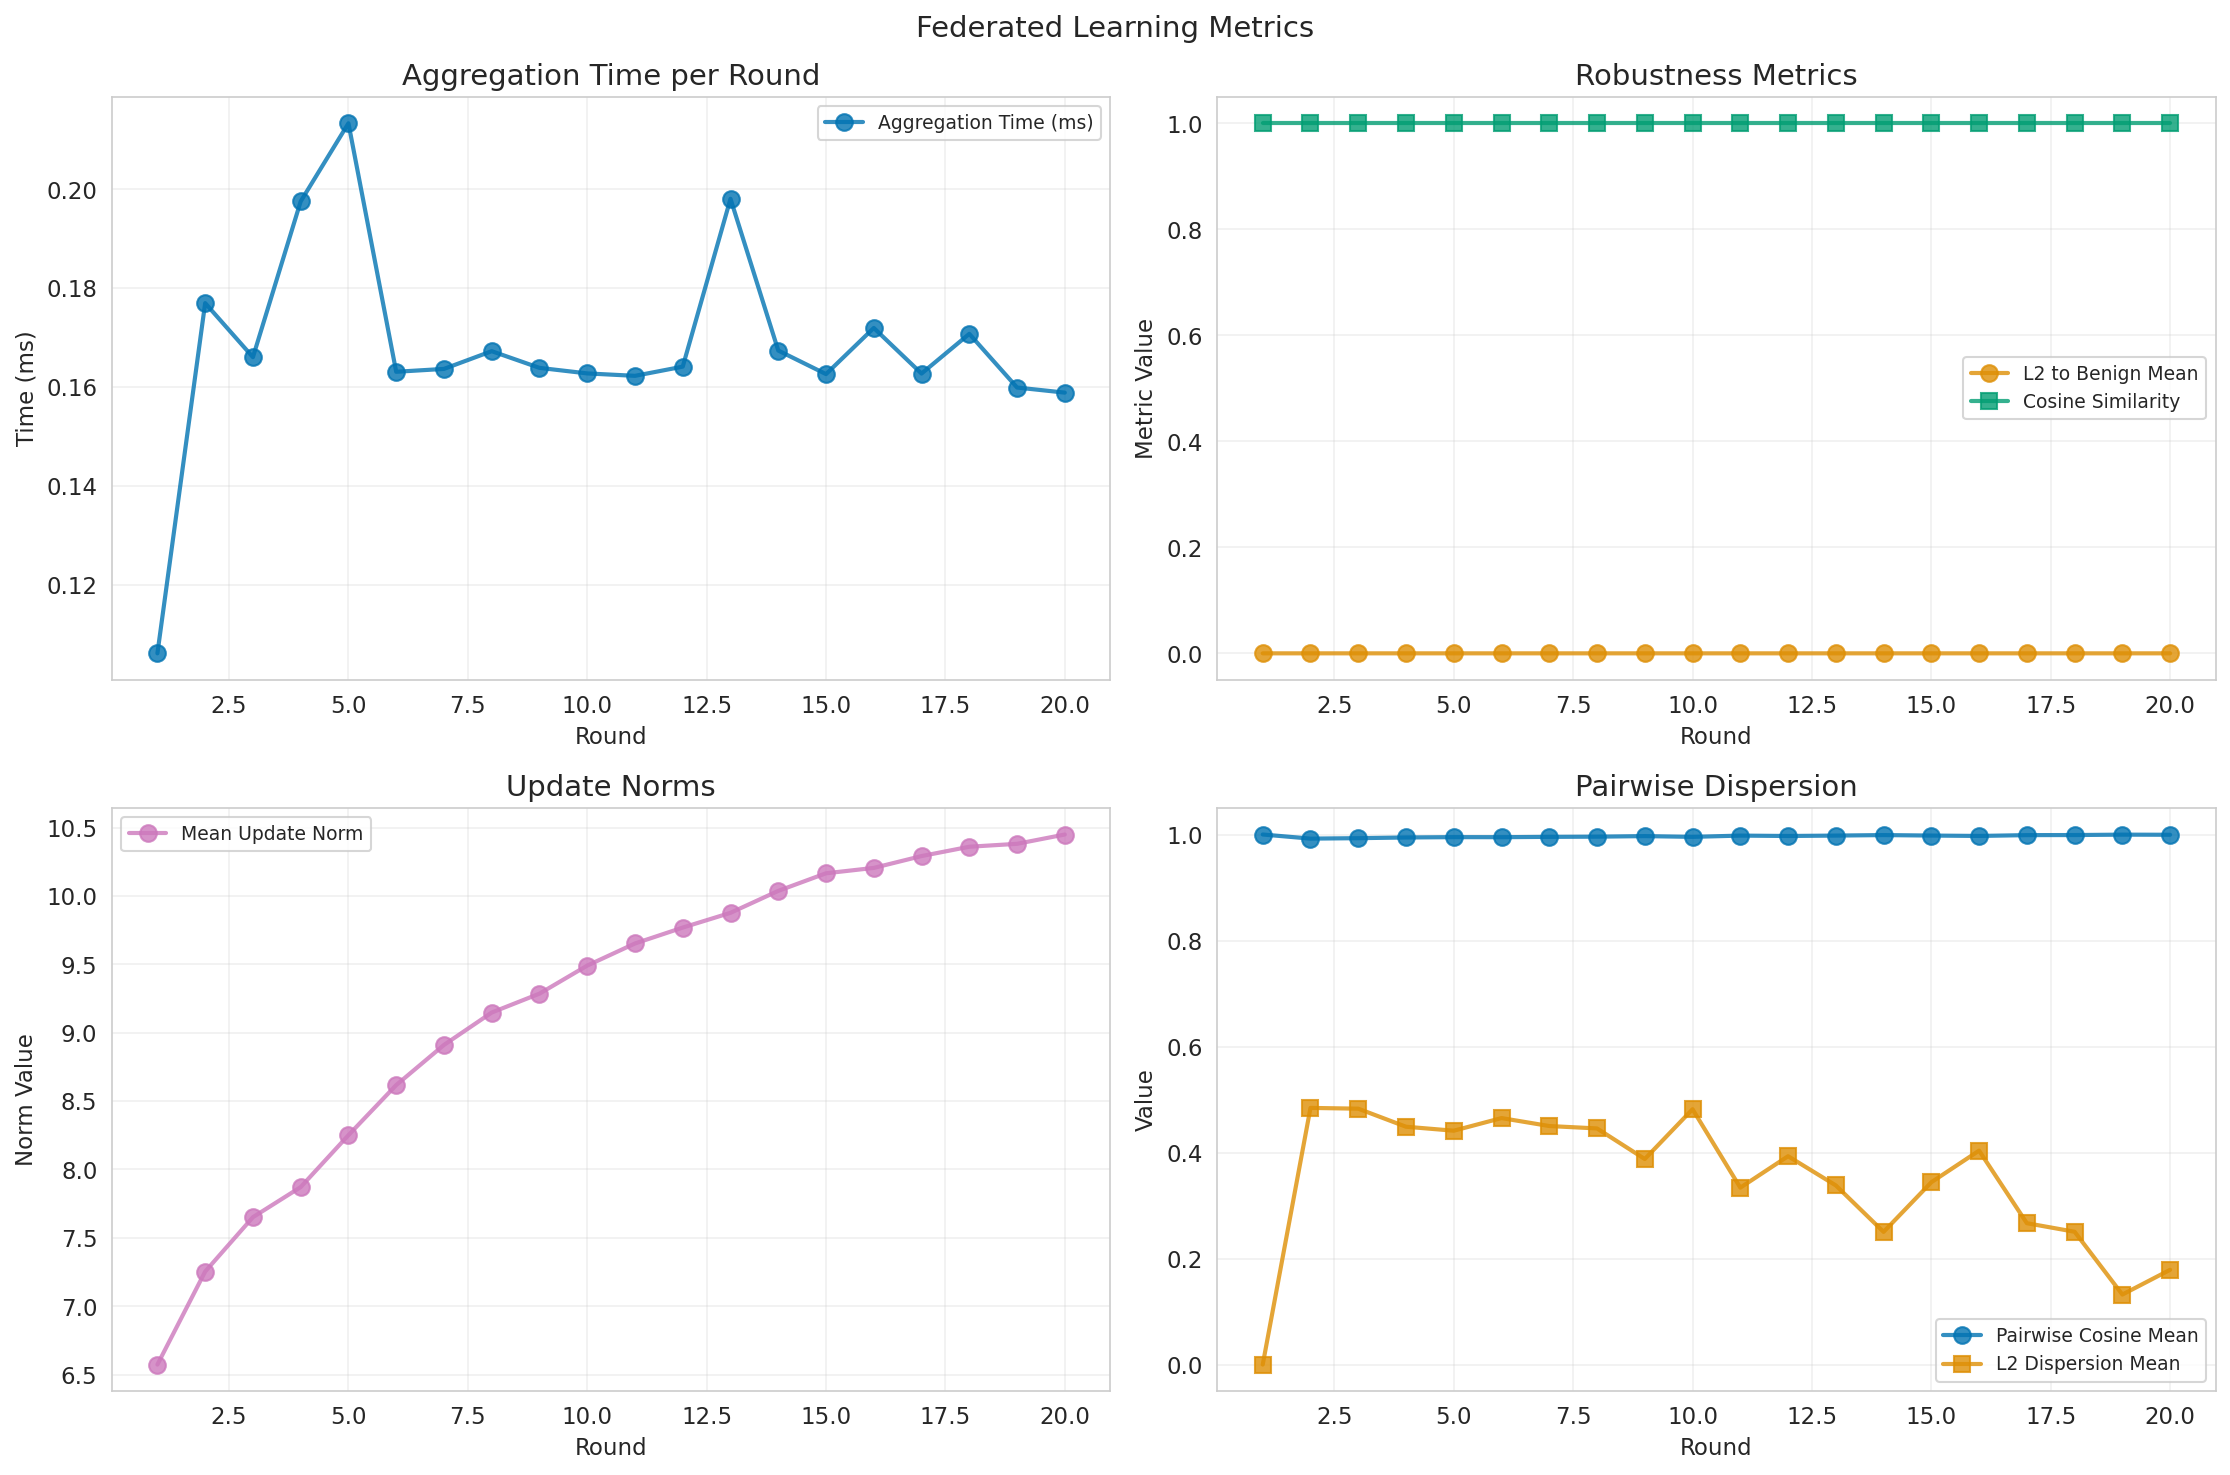 Federated Learning Metrics
Aggregation Time per Round
Aggregation Time (ms)
Time (ms)
0.20
0.18
0.16
0.14
0.12
2.5 5.0 7.5 10.0 12.5 15.0 17.5 20.0
Round
Robustness Metrics
L2 to Benign Mean
Cosine Similarity
Metric Value
1.0
0.8
0.6
0.4
0.2
0.0
2.5 5.0 7.5 10.0 12.5 15.0 17.5 20.0
Round
Update Norms
Mean Update Norm
Norm Value
10.5
10.0
9.5
9.0
8.5
8.0
7.5
7.0
6.5
2.5 5.0 7.5 10.0 12.5 15.0 17.5 20.0
Round
Pairwise Dispersion
Value
1.0
0.8
0.6
0.4
0.2
0.0
Pairwise Cosine Mean
L2 Dispersion Mean
2.5 5.0 7.5 10.0 12.5 15.0 17.5 20.0
Round